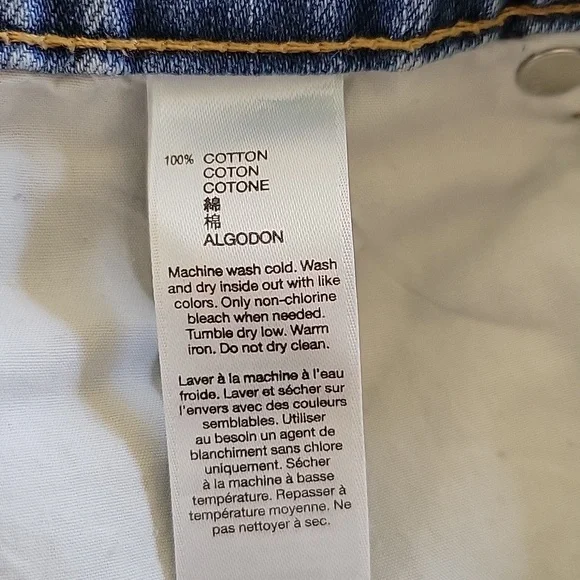 100% COTTON
COTON
COTONE
綿
棉
ALGODON
Machine wash cold. Wash
and dry inside out with like
colors. Only non-chlorine
bleach when needed.
Tumble dry low. Warm
iron. Do not dry clean.
Laver à la machine à l'eau
froide. Laver et sécher sur
l'envers avec des couleurs
semblables. Utiliser
au besoin un agent de
blanchiment sans chlore
uniquement. Sécher
à la machine à basse
température. Repasser à
température moyenne. Ne
pas nettoyer à sec.